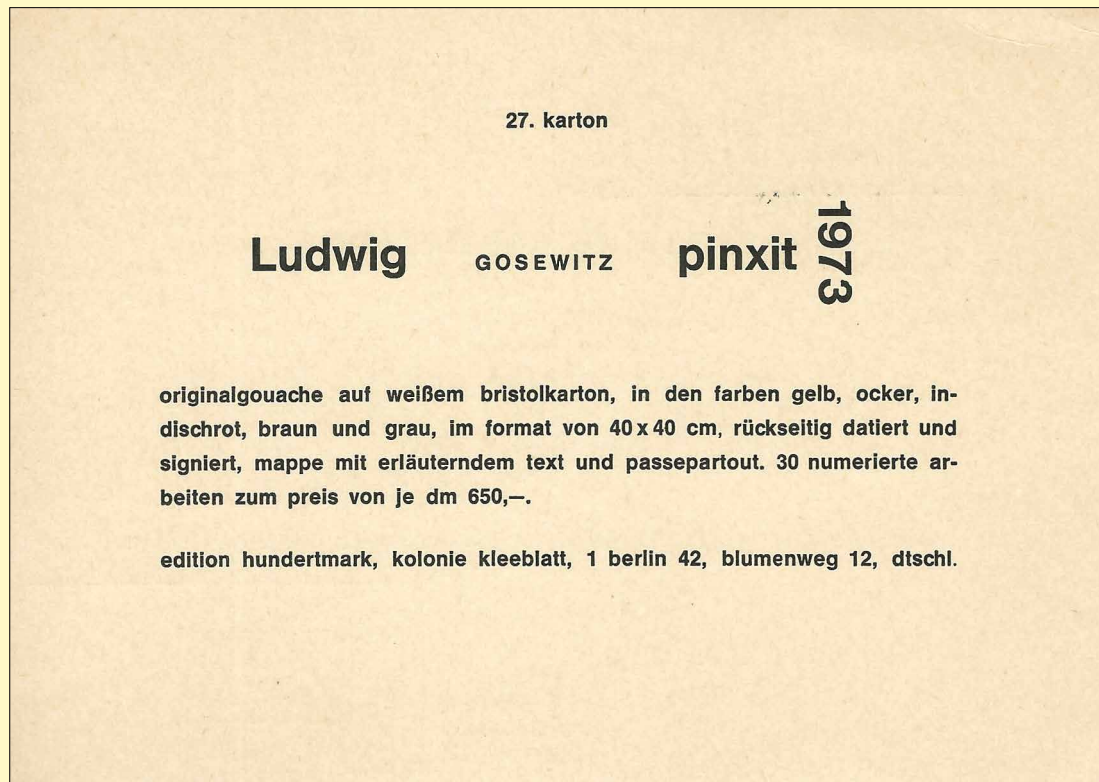 27. karton
Ludwig GOSEWITZ pinxit 1973
originalgouache auf weißem bristolkarton, in den farben gelb, ocker, in-
dischrot, braun und grau, im format von 40 x 40 cm, rückseitig datiert und
signiert, mappe mit erläuterndem text und passepartout. 30 numerierte ar-
beiten zum preis von je dm 650,—.
edition hundertmark, kolonie kleeblatt, 1 berlin 42, blumenweg 12, dtschl.